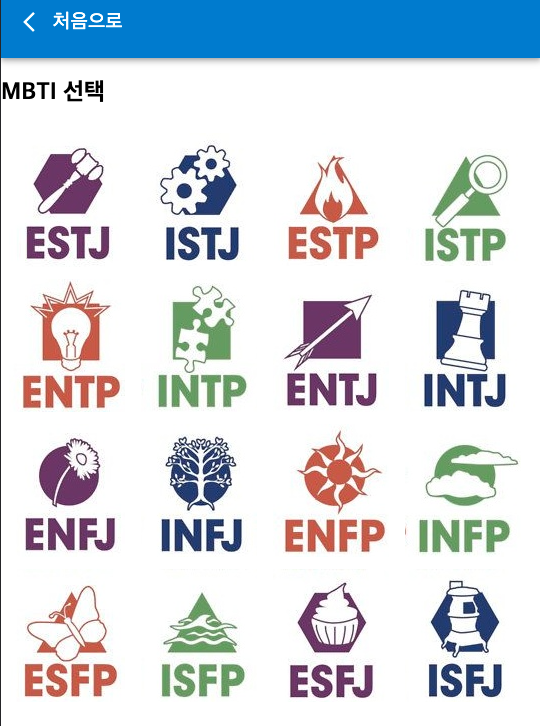 처음으로
MBTI 선택
ESTJ ISTJ ESTP ISTP
ENTP INTP ENTJ INTJ
ENFJ INFJ ENFP INFP
ESFP ISFP ESFJ ISFJ